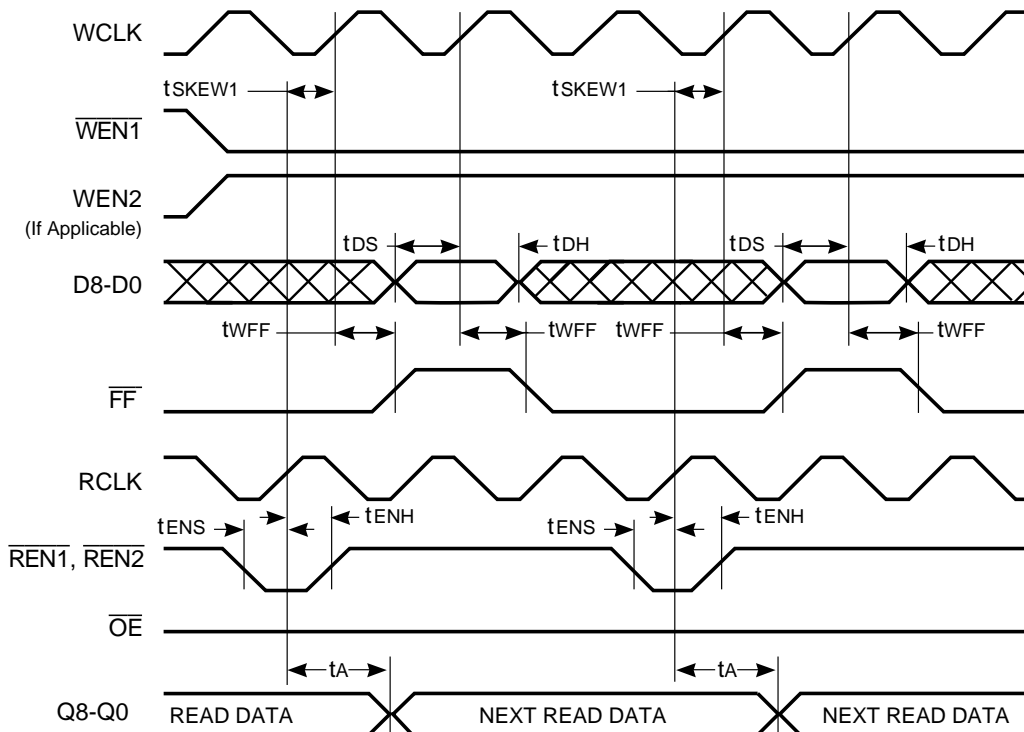 WCLK
tSKEW1 tSKEW1
WEN1
WEN2
(If Applicable)
tDS tDH tDS tDH
D8-D0
tWFF tWFF tWFF tWFF
FF
RCLK
tENS tENH tENS tENH
REN1, REN2
OE
tA tA
Q8-Q0 READ DATA NEXT READ DATA NEXT READ DATA